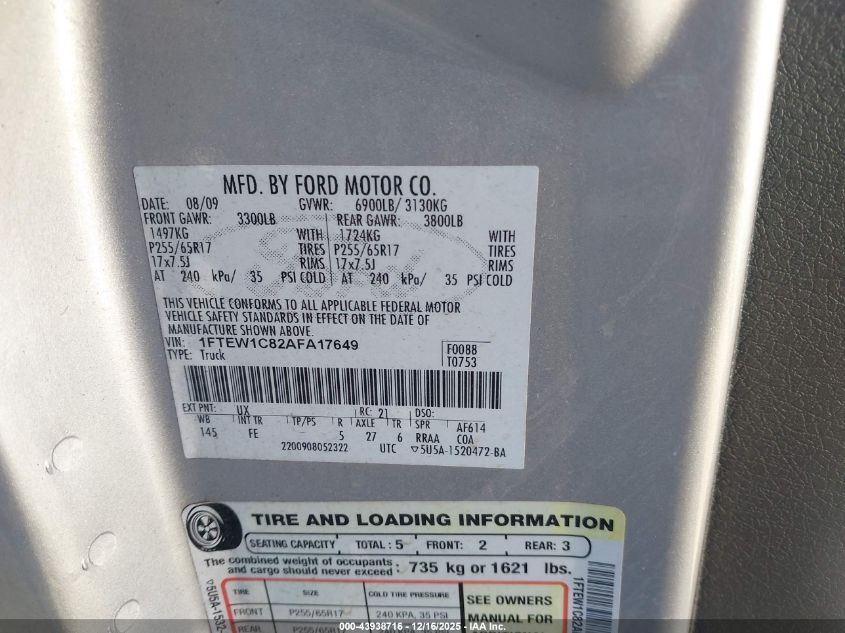 MFD. BY FORD MOTOR CO.
DATE: 08/09 GVWR: 6900LB/ 3130KG
FRONT GAWR: 3300LB REAR GAWR: 3800LB
1497KG WITH 1724KG WITH
P255/65R17 TIRES P255/65R17 TIRES
17x7.5J RIMS 17x7.5J RIMS
AT 240 kPa/ 35 PSI COLD AT 240 kPa/ 35 PSI COLD
THIS VEHICLE CONFORMS TO ALL APPLICABLE FEDERAL MOTOR
VEHICLE SAFETY STANDARDS IN EFFECT ON THE DATE OF
MANUFACTURE SHOWN ABOVE.
VIN: 1FTEW1C82AFA17649 F0088
TYPE: Truck T0753
EXT PNT: UX RC: 21 DSO:
WB INT TR TP/PS R AXLE TR SPR AF614
145 FE 5 27 6 RRAA COA
2200908052322 UTC ▽5U5A-1520472-BA
TIRE AND LOADING INFORMATION
SEATING CAPACITY TOTAL: 5 FRONT: 2 REAR: 3
The combined weight of occupants
and cargo should never exceed: 735 kg or 1621 lbs.
TIRE SIZE COLD TIRE PRESSURE SEE OWNERS
FRONT P255/65R17 240 KPA, 35 PSI MANUAL FOR
REAR P255/65R17
▽5U5A-1532
1FTEW1C82A
000-43938716 - 12/16/2025 - IAAI.COM